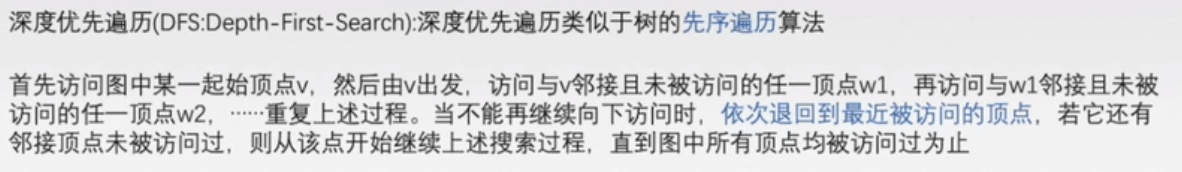 深度优先遍历(DFS:Depth-First-Search):深度优先遍历类似于树的先序遍历算法
首先访问图中某一起始顶点v，然后由v出发，访问与v邻接且未被访问的任一顶点w1，再访问与w1邻接且未被
访问的任一顶点w2，……重复上述过程。当不能再继续向下访问时，依次退回到最近被访问的顶点，若它还有
邻接顶点未被访问过，则从该点开始继续上述搜索过程，直到图中所有顶点均被访问过为止